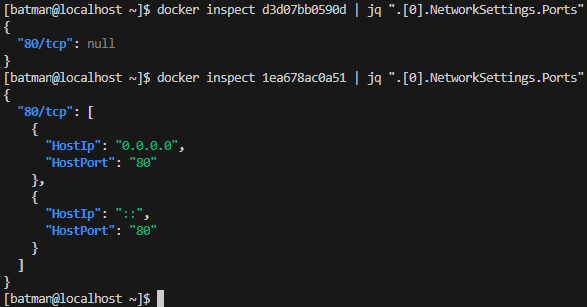 [batman@localhost ~]$ docker inspect d3d07bb0590d | jq ".[0].NetworkSettings.Ports"
{
  "80/tcp": null
}
[batman@localhost ~]$ docker inspect 1ea678ac0a51 | jq ".[0].NetworkSettings.Ports"
{
  "80/tcp": [
    {
      "HostIp": "0.0.0.0",
      "HostPort": "80"
    },
    {
      "HostIp": "::",
      "HostPort": "80"
    }
  ]
}
[batman@localhost ~]$